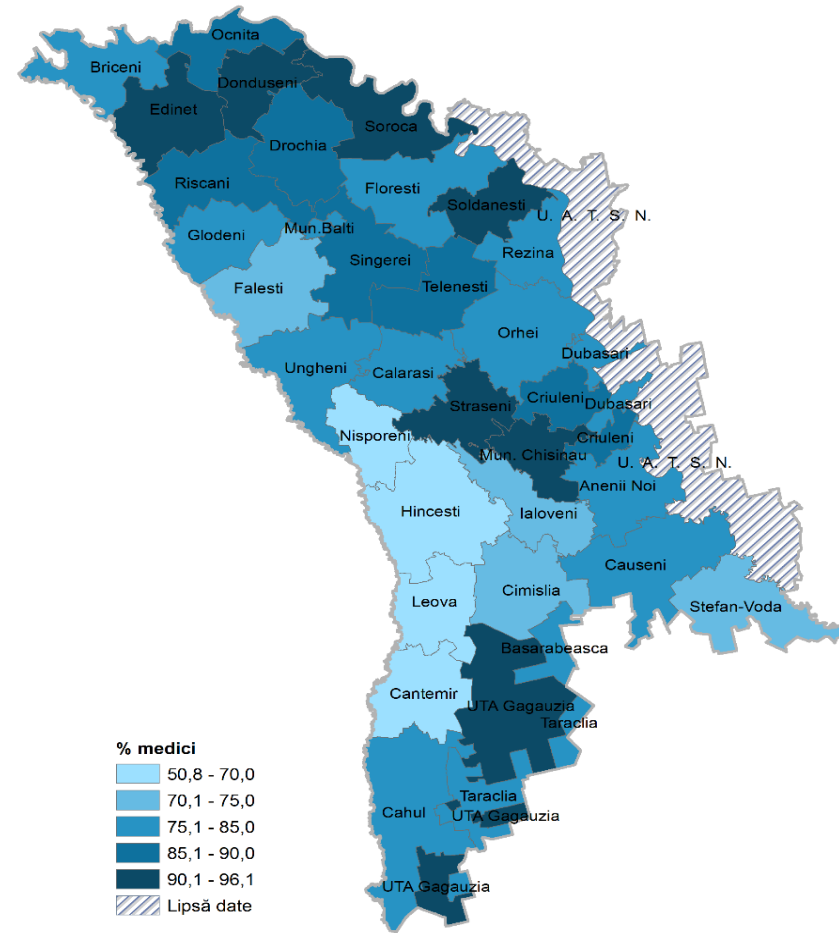 Ocnita
Briceni
Donduseni
Edinet
Soroca
Drochia
Riscani
Floresti
Soldanesti
U. A. T. S. N.
Mun.Balti
Glodeni
Rezina
Singerei
Falesti
Telenesti
Orhei
Dubasari
Ungheni
Calarasi
Criuleni
Dubasari
Straseni
Nisporeni
Criuleni
Mun. Chisinau
U. A. T. S. N.
Anenii Noi
Hincesti
Ialoveni
Causeni
Cimislia
Leova
Stefan-Voda
Basarabeasca
Cantemir
UTA Gagauzia
Taraclia
Taraclia
Cahul
UTA Gagauzia
UTA Gagauzia
% medici
50,8 - 70,0
70,1 - 75,0
75,1 - 85,0
85,1 - 90,0
90,1 - 96,1
Lipsă date